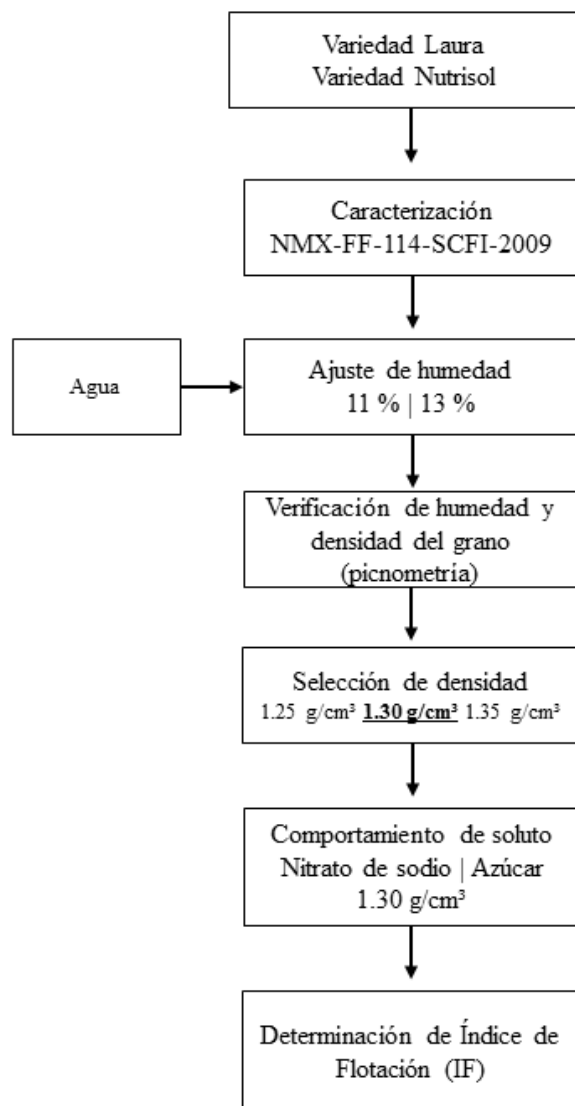 Variedad Laura
Variedad Nutrisol
Caracterización
NMX-FF-114-SCFI-2009
Agua
Ajuste de humedad
11 % | 13 %
Verificación de humedad y
densidad del grano
(picnometría)
Selección de densidad
1.25 g/cm³ 1.30 g/cm³ 1.35 g/cm³
Comportamiento de soluto
Nitrato de sodio | Azúcar
1.30 g/cm³
Determinación de Índice de
Flotación (IF)